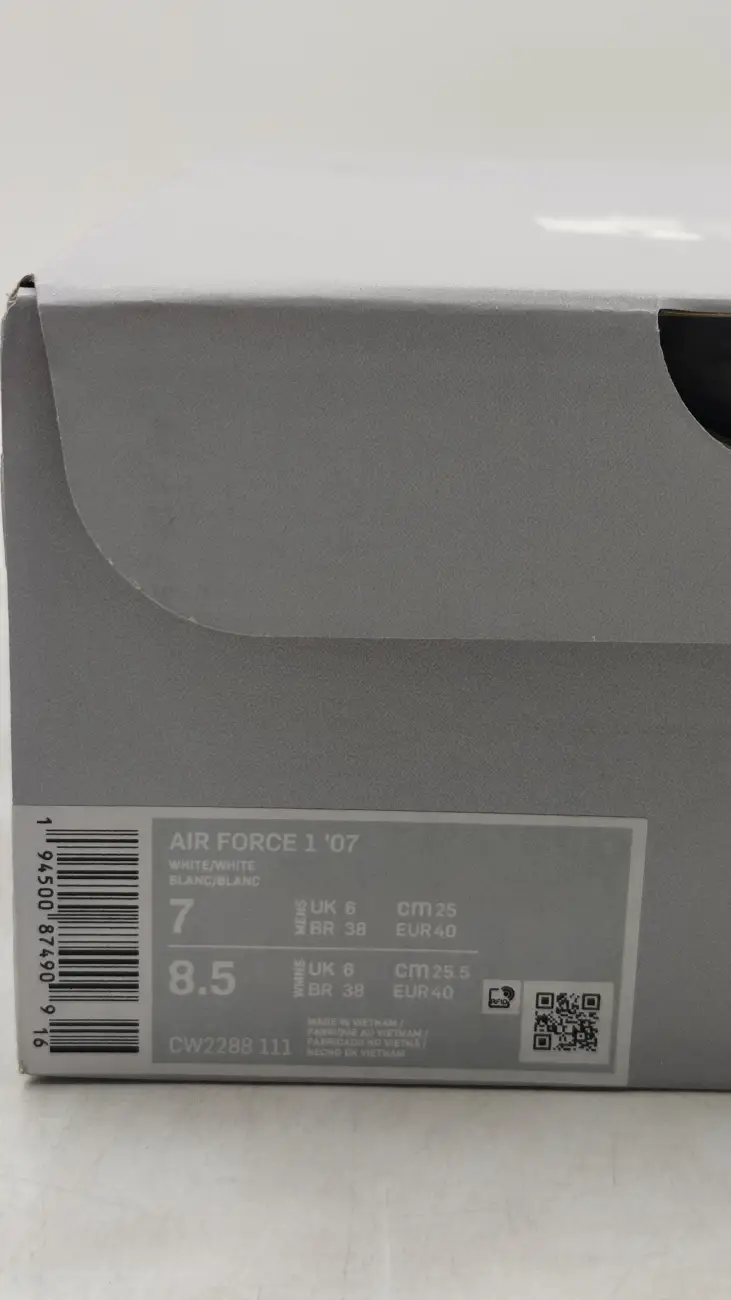 AIR FORCE 1 '07
WHITE/WHITE
BLANC/BLANC
7 MENS UK 6 cm 25
BR 38 EUR 40
8.5 WMNS UK 6 cm 25.5
BR 38 EUR 40
CW2288 111
MADE IN VIETNAM /
FABRIQUE AU VIETNAM /
FABRICADO NO VIETNÃ /
HECHO EN VIETNAM
RFID
1 94500 87490 9 16